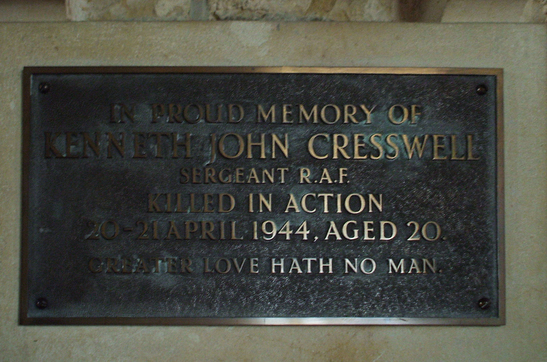 IN PROUD MEMORY OF
KENNETH JOHN CRESSWELL
SERGEANT R.A.F.
KILLED IN ACTION
20-21 APRIL 1944, AGED 20.
GREATER LOVE HATH NO MAN.